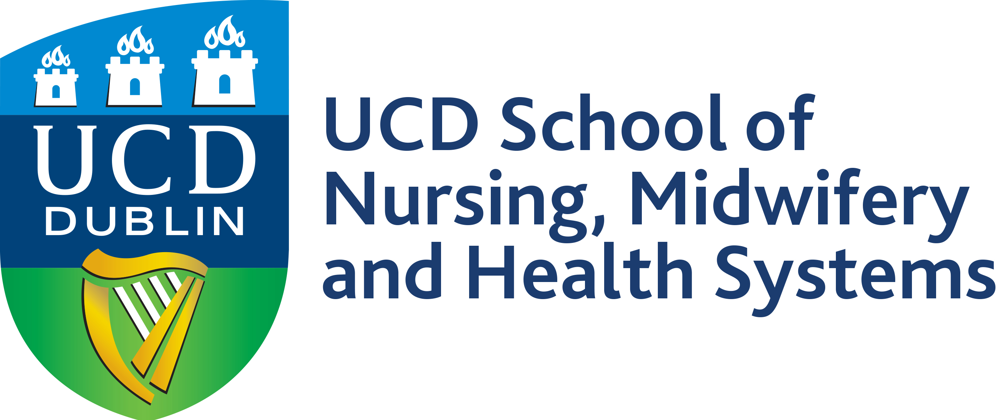 UCD
DUBLIN
UCD School of
Nursing, Midwifery
and Health Systems